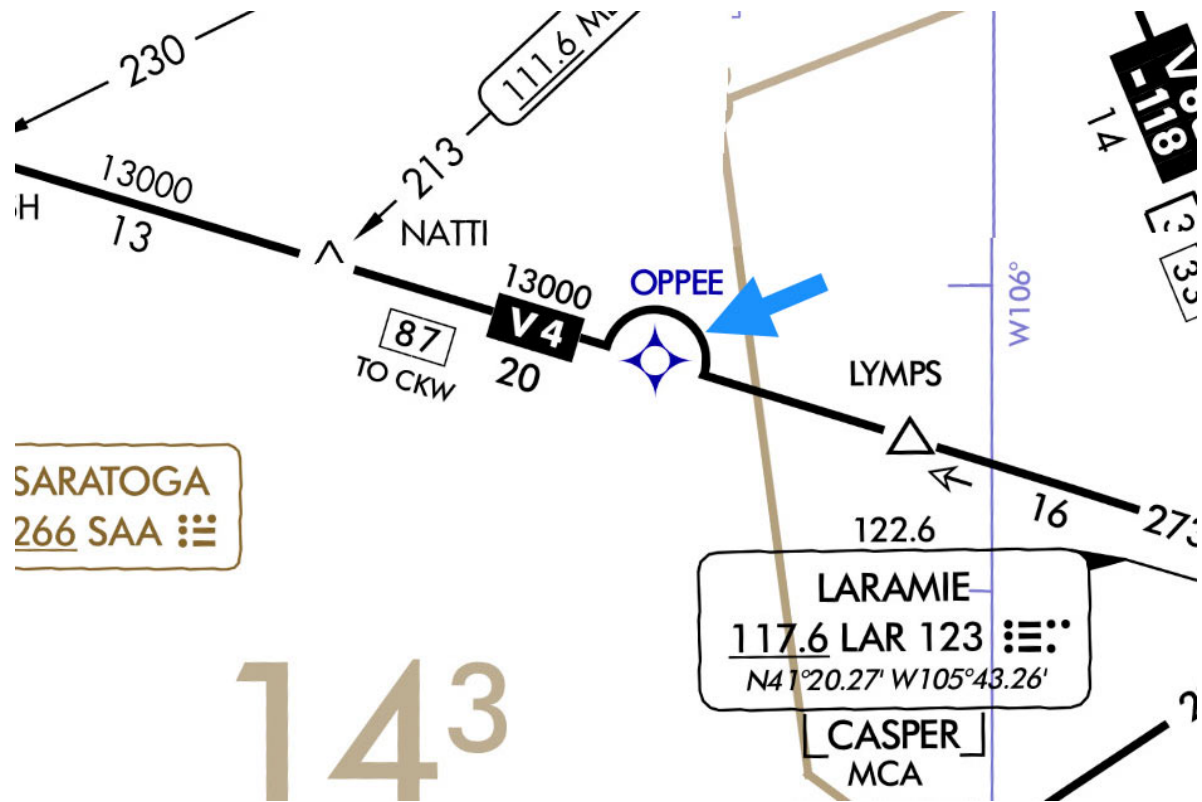 230
111.6
213
13000
13
NATTI
14
V
-118
13000
V4
20
OPPEE
87
TO CKW
W106°
LYMPS
33
SARATOGA
266 SAA
16
273
122.6
LARAMIE
117.6 LAR 123
N41°20.27' W105°43.26'
CASPER
MCA
14³